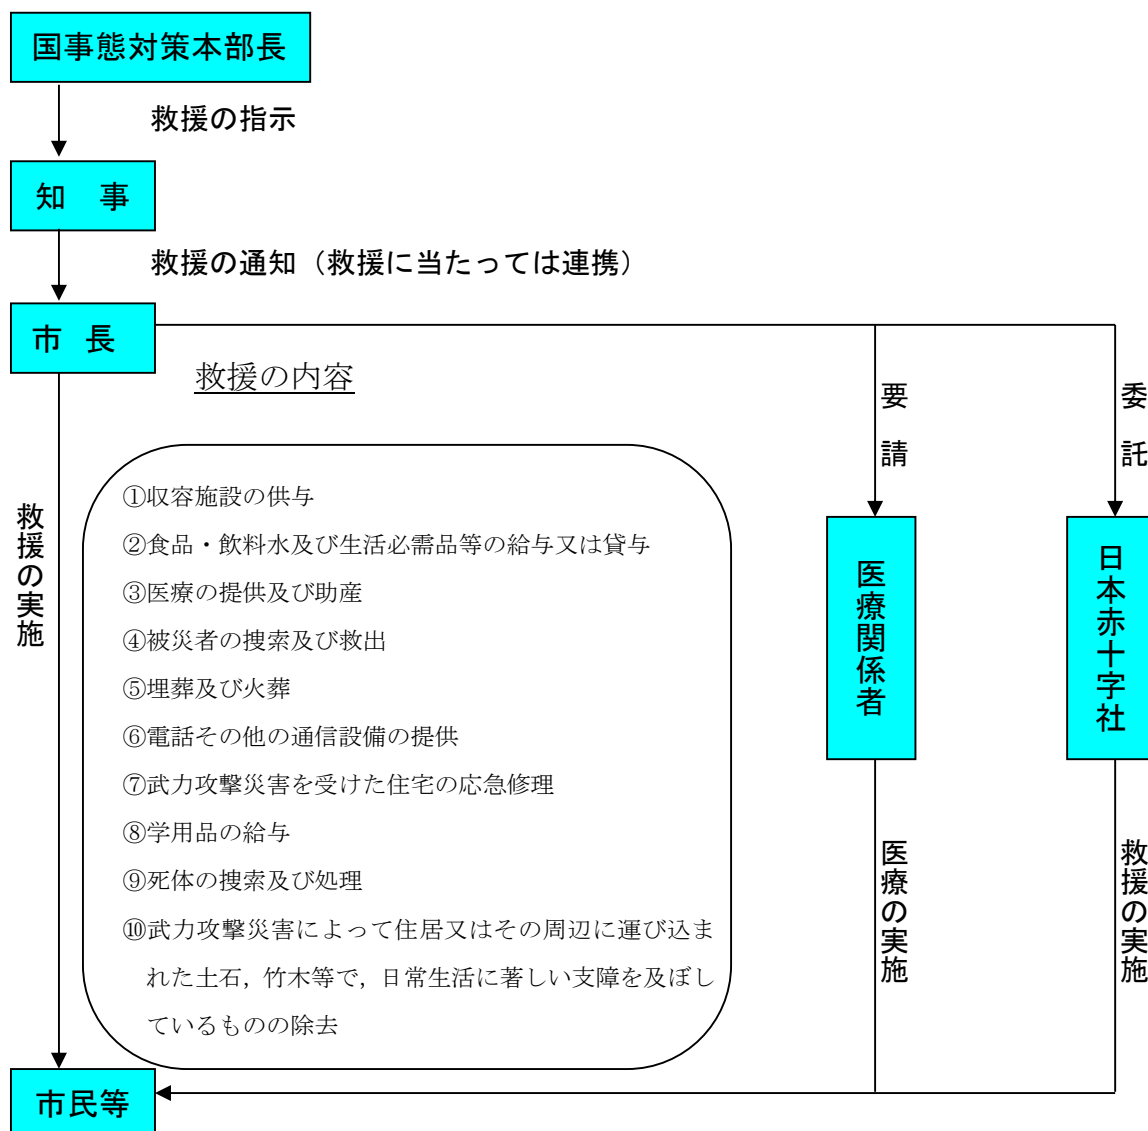 国事態対策本部長
救援の指示
知　事
救援の通知（救援に当たっては連携）
市 長
救援の内容
要請
委託
救援の実施
①収容施設の供与
②食品・飲料水及び生活必需品等の給与又は貸与
③医療の提供及び助産
④被災者の捜索及び救出
⑤埋葬及び火葬
⑥電話その他の通信設備の提供
⑦武力攻撃災害を受けた住宅の応急修理
⑧学用品の給与
⑨死体の捜索及び処理
⑩武力攻撃災害によって住居又はその周辺に運び込ま
れた土石，竹木等で，日常生活に著しい支障を及ぼし
ているものの除去
医療関係者
日本赤十字社
医療の実施
救援の実施
市民等